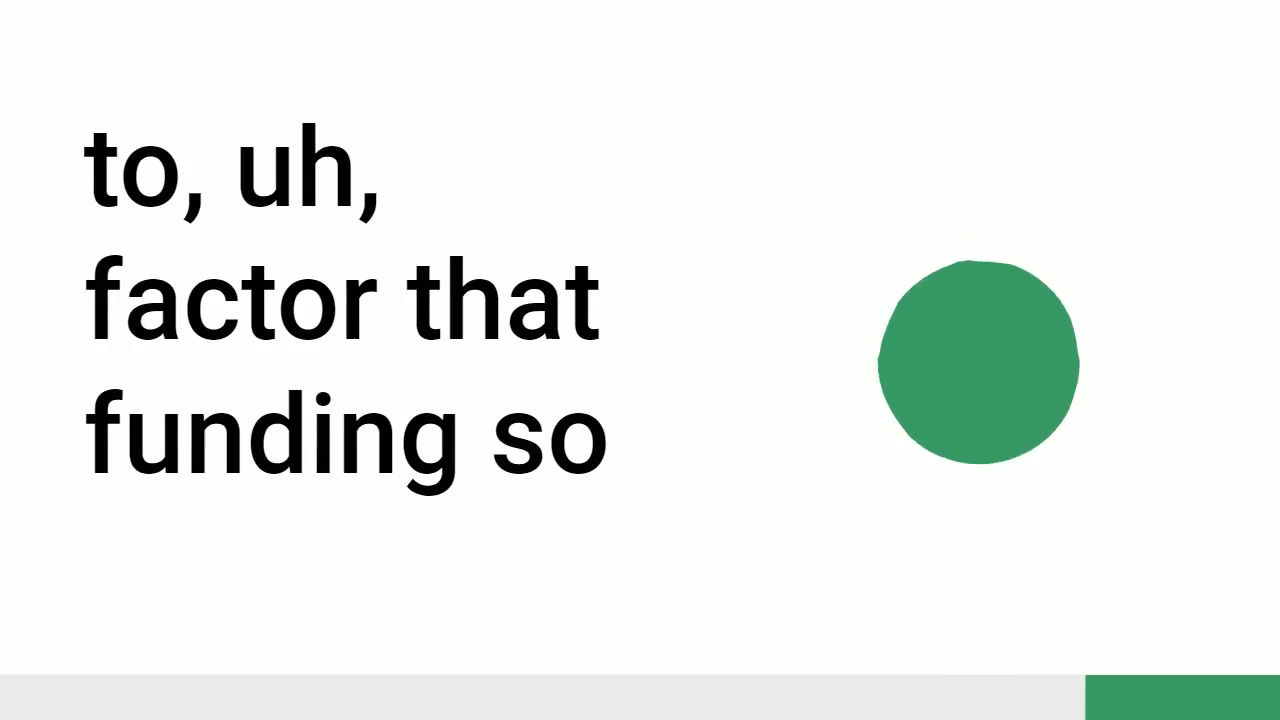 to, uh,
factor that
funding so